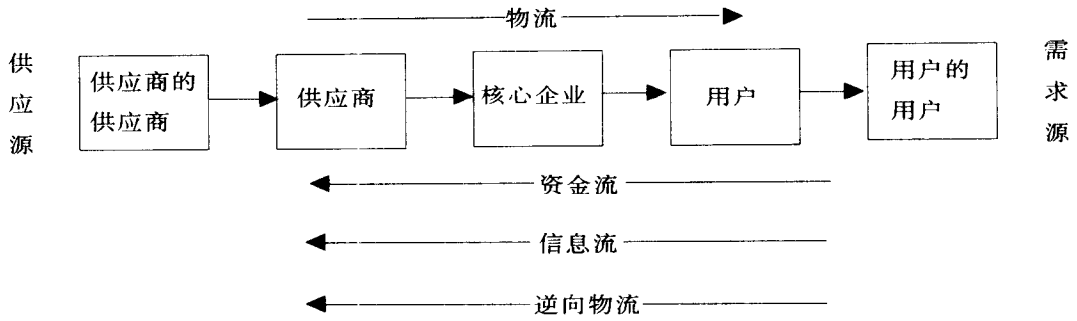 物流
供应源
供应商的
供应商
供应商
核心企业
用户
用户的
用户
需求源
资金流
信息流
逆向物流